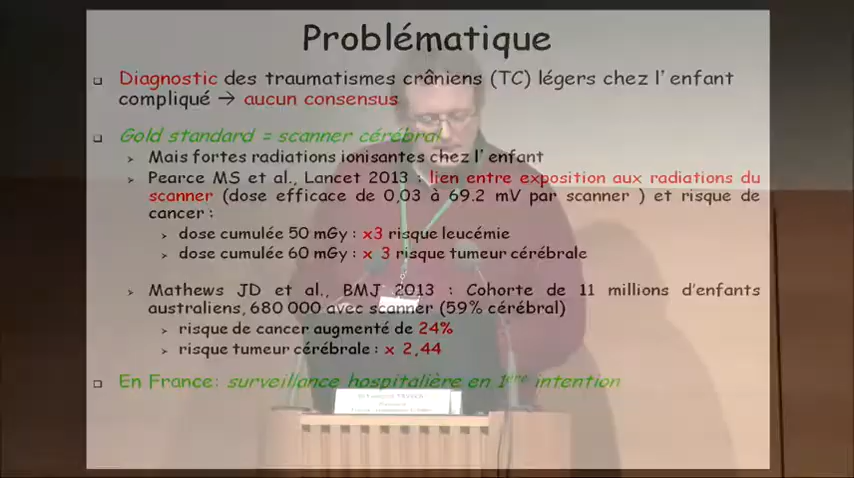 Problématique
❑ Diagnostic des traumatismes crâniens (TC) légers chez l'enfant
compliqué → aucun consensus
❑ Gold standard = scanner cérébral
➢ Mais fortes radiations ionisantes chez l'enfant
➢ Pearce MS et al., Lancet 2013 : lien entre exposition aux radiations du
scanner (dose efficace de 0,03 à 69.2 mV par scanner ) et risque de
cancer :
➢ dose cumulée 50 mGy : x3 risque leucémie
➢ dose cumulée 60 mGy : x 3 risque tumeur cérébrale
➢ Mathews JD et al., BMJ 2013 : Cohorte de 11 millions d'enfants
australiens, 680 000 avec scanner (59% cérébral)
➢ risque de cancer augmenté de 24%
➢ risque tumeur cérébrale : x 2,44
❑ En France: surveillance hospitalière en 1ère intention